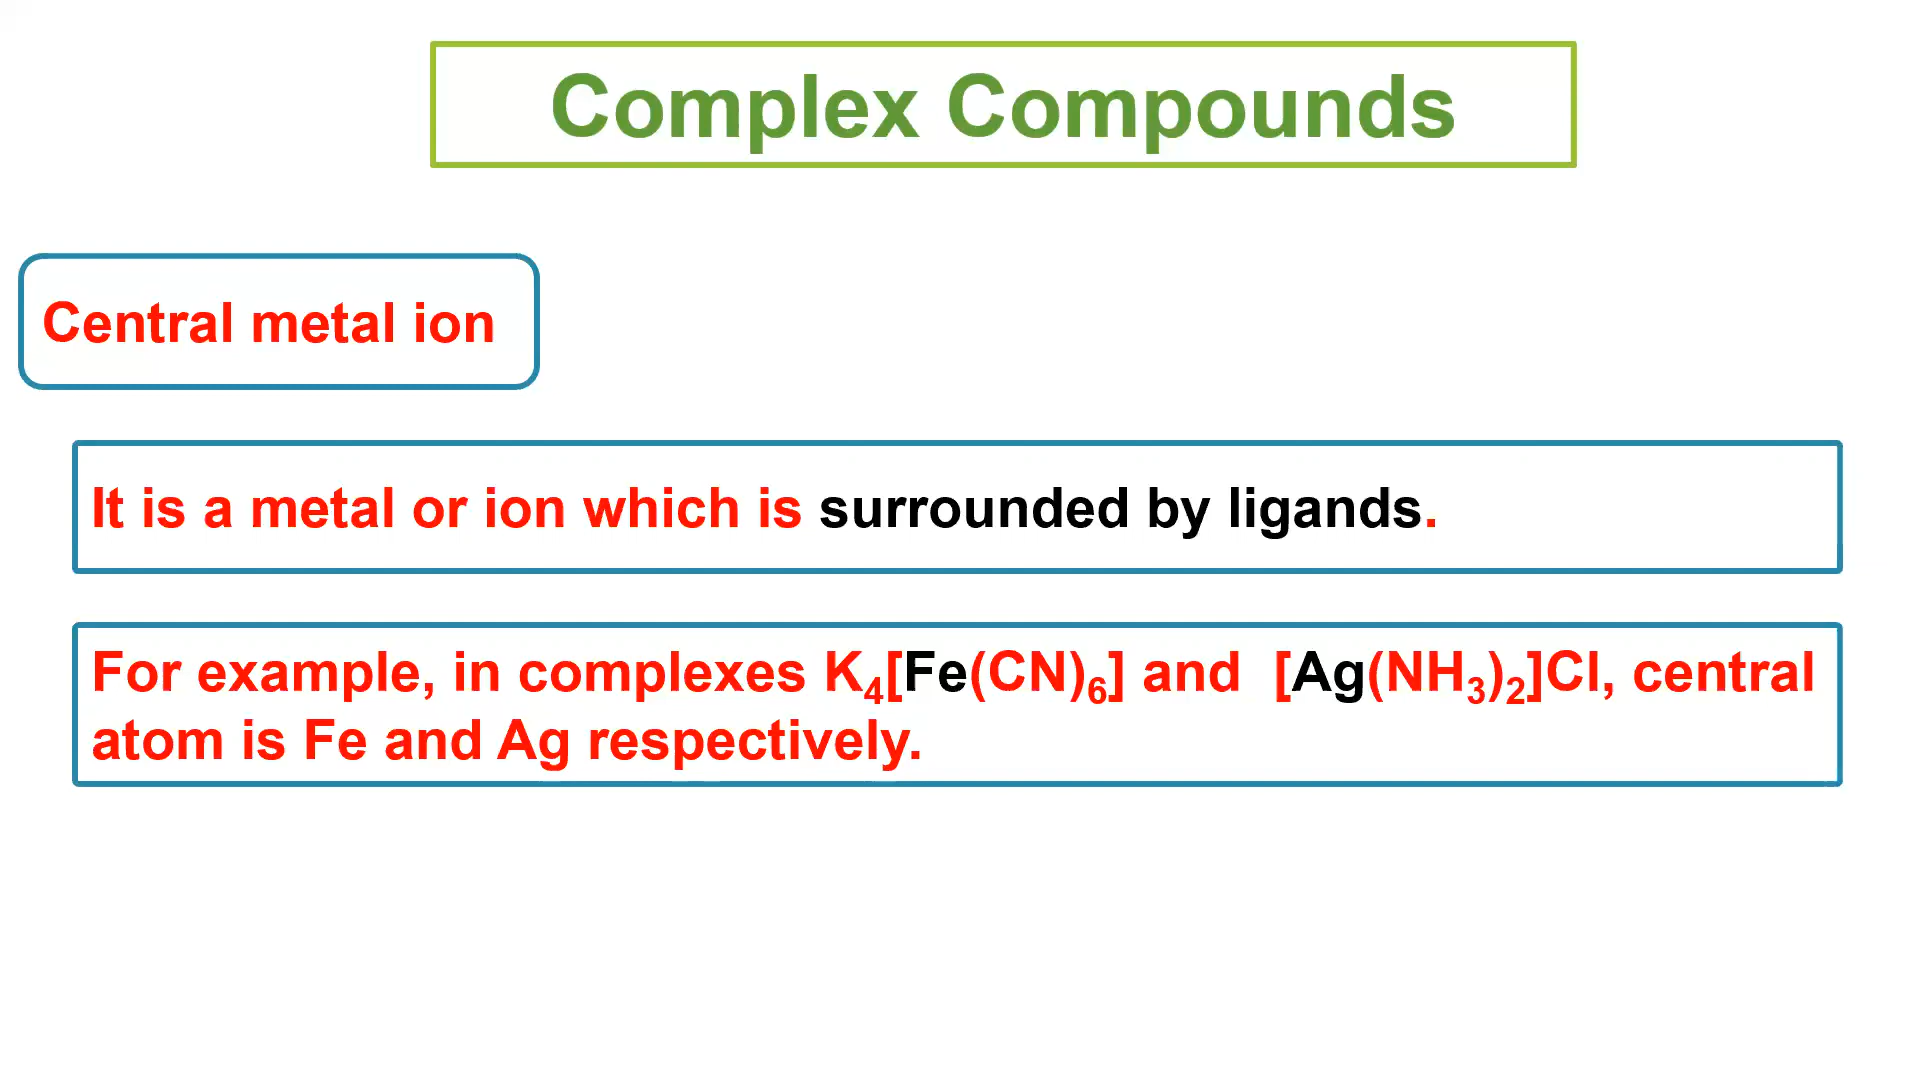 Complex Compounds
Central metal ion
It is a metal or ion which is surrounded by ligands.
For example, in complexes K₄[Fe(CN)₆] and [Ag(NH₃)₂]Cl, central
atom is Fe and Ag respectively.